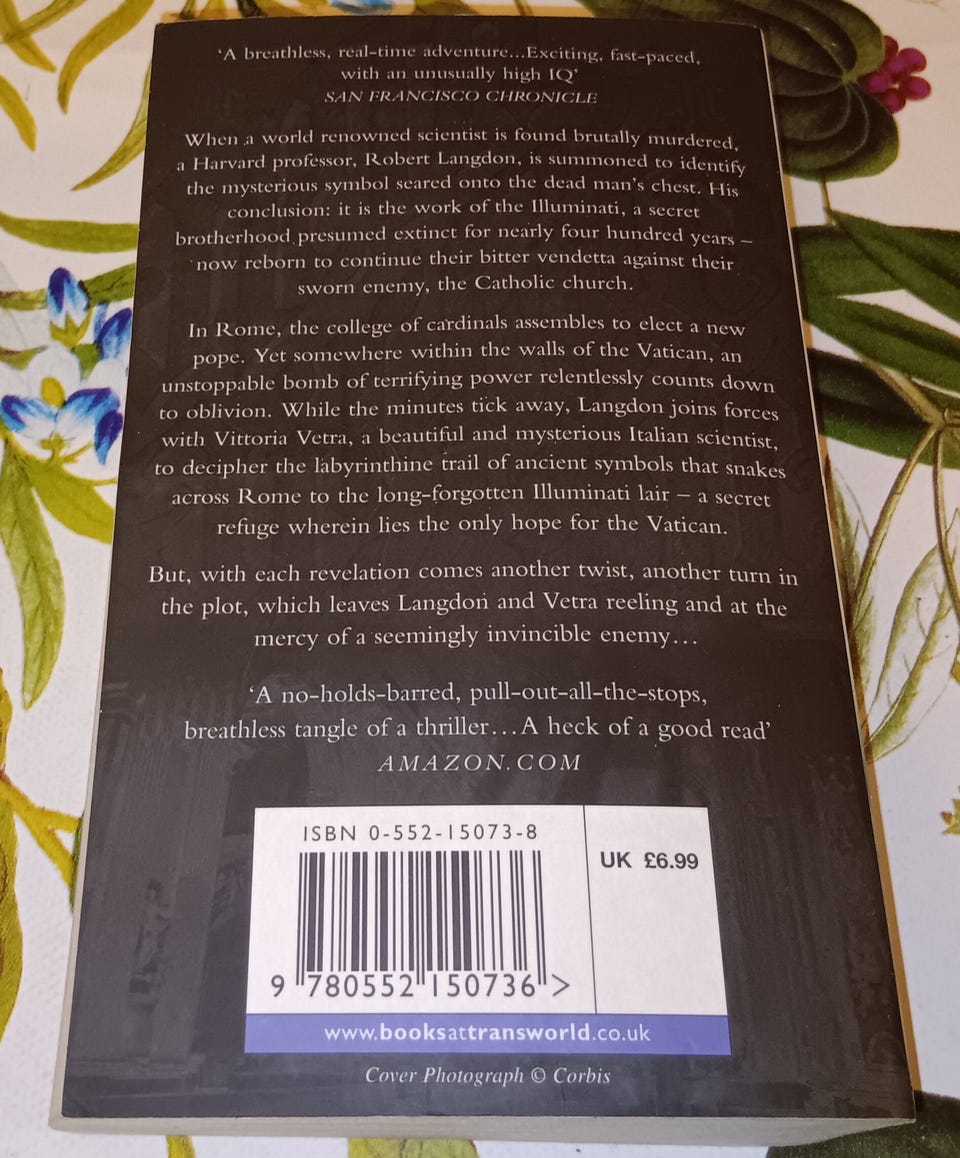 ‘A breathless, real-time adventure...Exciting, fast-paced,
with an unusually high IQ’
SAN FRANCISCO CHRONICLE
When a world renowned scientist is found brutally murdered,
a Harvard professor, Robert Langdon, is summoned to identify
the mysterious symbol seared onto the dead man’s chest. His
conclusion: it is the work of the Illuminati, a secret
brotherhood presumed extinct for nearly four hundred years –
now reborn to continue their bitter vendetta against their
sworn enemy, the Catholic church.
In Rome, the college of cardinals assembles to elect a new
pope. Yet somewhere within the walls of the Vatican, an
unstoppable bomb of terrifying power relentlessly counts down
to oblivion. While the minutes tick away, Langdon joins forces
with Vittoria Vetra, a beautiful and mysterious Italian scientist,
to decipher the labyrinthine trail of ancient symbols that snakes
across Rome to the long-forgotten Illuminati lair – a secret
refuge wherein lies the only hope for the Vatican.
But, with each revelation comes another twist, another turn in
the plot, which leaves Langdon and Vetra reeling and at the
mercy of a seemingly invincible enemy...
‘A no-holds-barred, pull-out-all-the-stops,
breathless tangle of a thriller...A heck of a good read’
AMAZON.COM
ISBN 0-552-15073-8
UK £6.99
9 780552 150736 >
www.booksattransworld.co.uk
Cover Photograph © Corbis